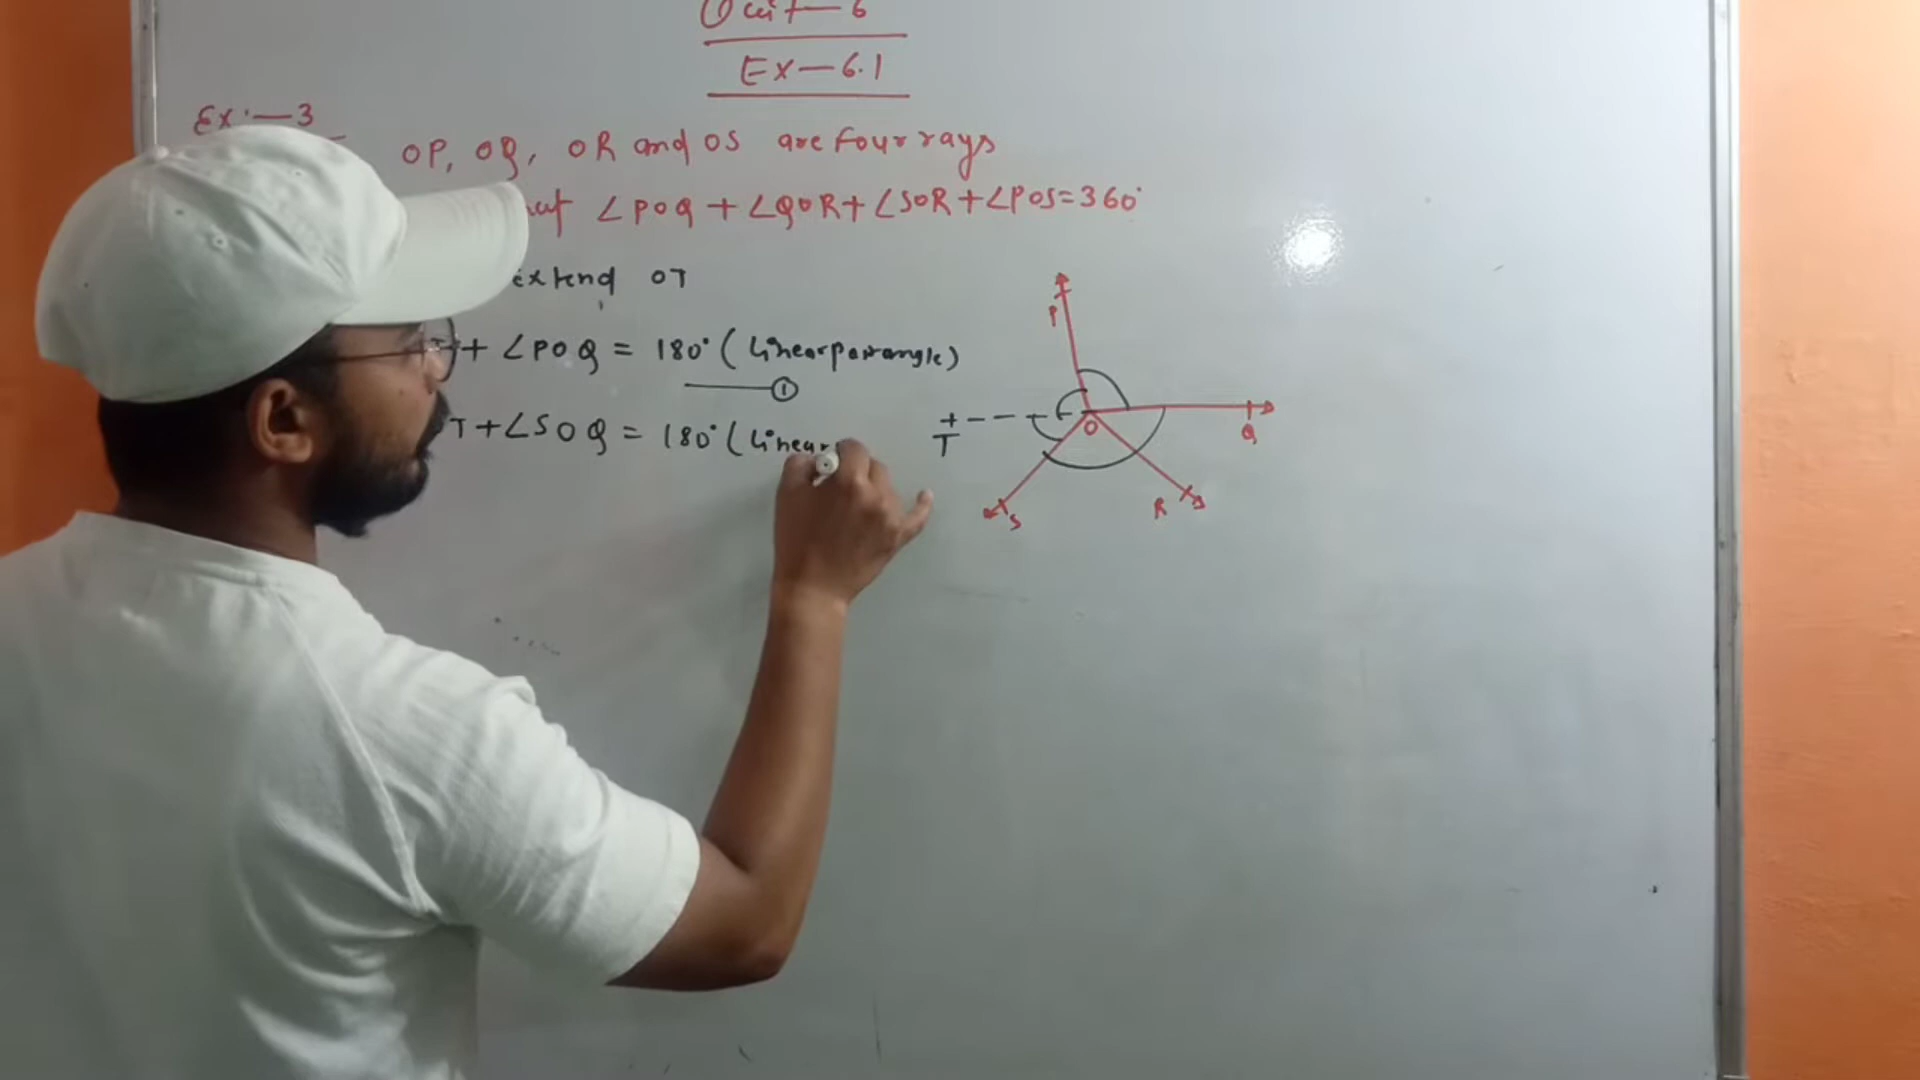 Unit—6
Ex—6.1
Ex:—3
OP, OQ, OR and OS are four rays
∠POQ + ∠QOR + ∠SOR + ∠POS = 360°
extend OT
+ ∠POQ = 180° (Linear pair angle)
①
T + ∠SOQ = 180° (Linear
P
T
O
Q
S
R